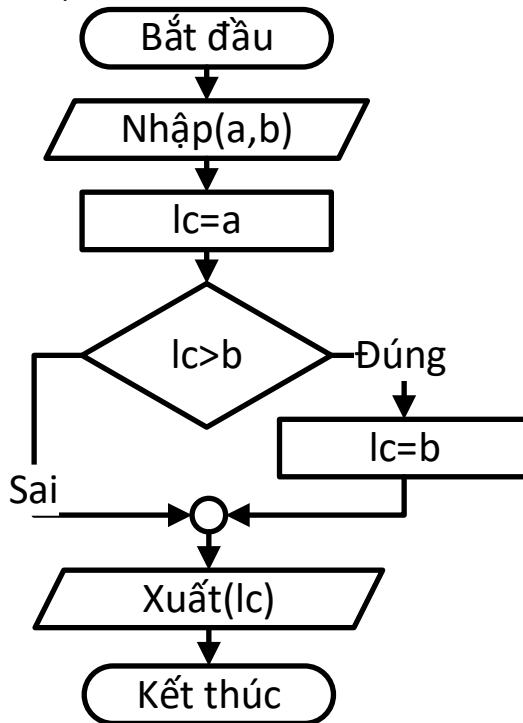 Bắt đầu
Nhập(a,b)
lc=a
lc>b
Đúng
lc=b
Sai
Xuất(lc)
Kết thúc